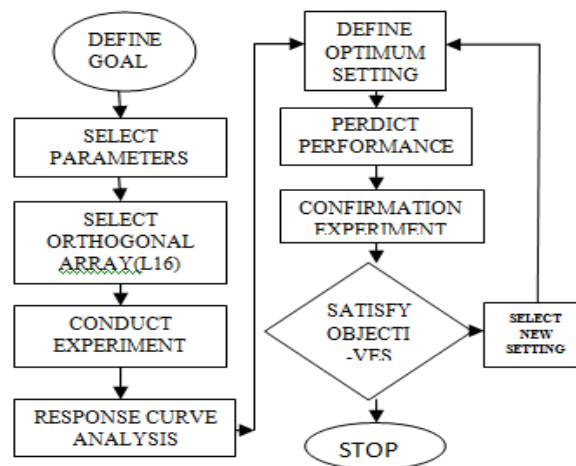 DEFINE
GOAL
SELECT
PARAMETERS
SELECT
ORTHOGONAL
ARRAY(L16)
CONDUCT
EXPERIMENT
RESPONSE CURVE
ANALYSIS
DEFINE
OPTIMUM
SETTING
PERDICT
PERFORMANCE
CONFIRMATION
EXPERIMENT
SATISFY
OBJECTI
-VES
SELECT
NEW
SETTING
STOP